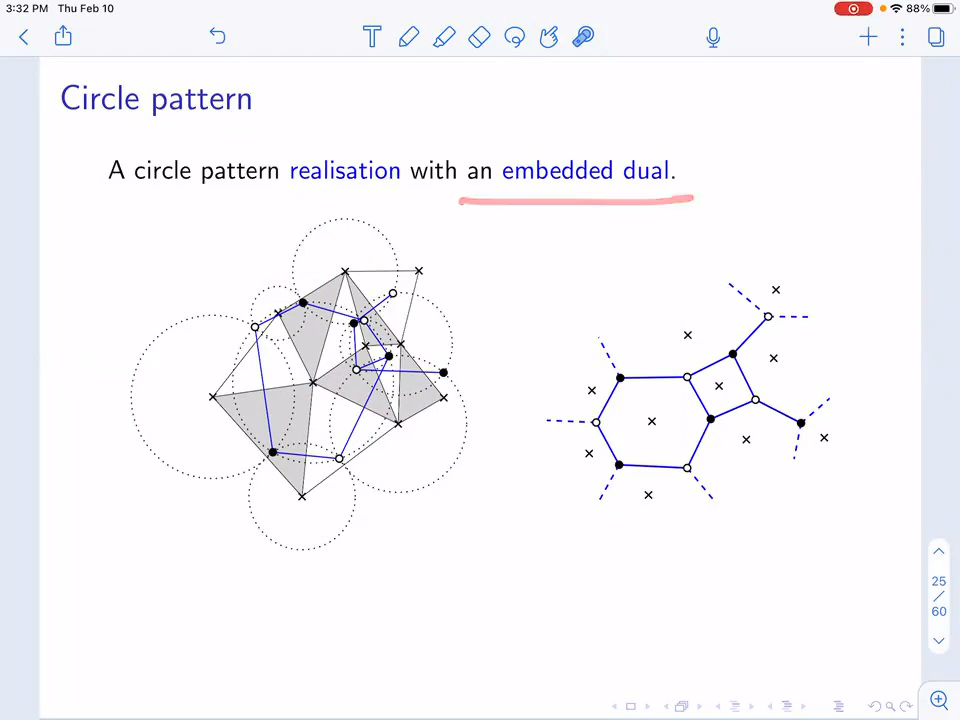 3:32 PM Thu Feb 10
88%
Circle pattern
A circle pattern realisation with an embedded dual.
25
/
60